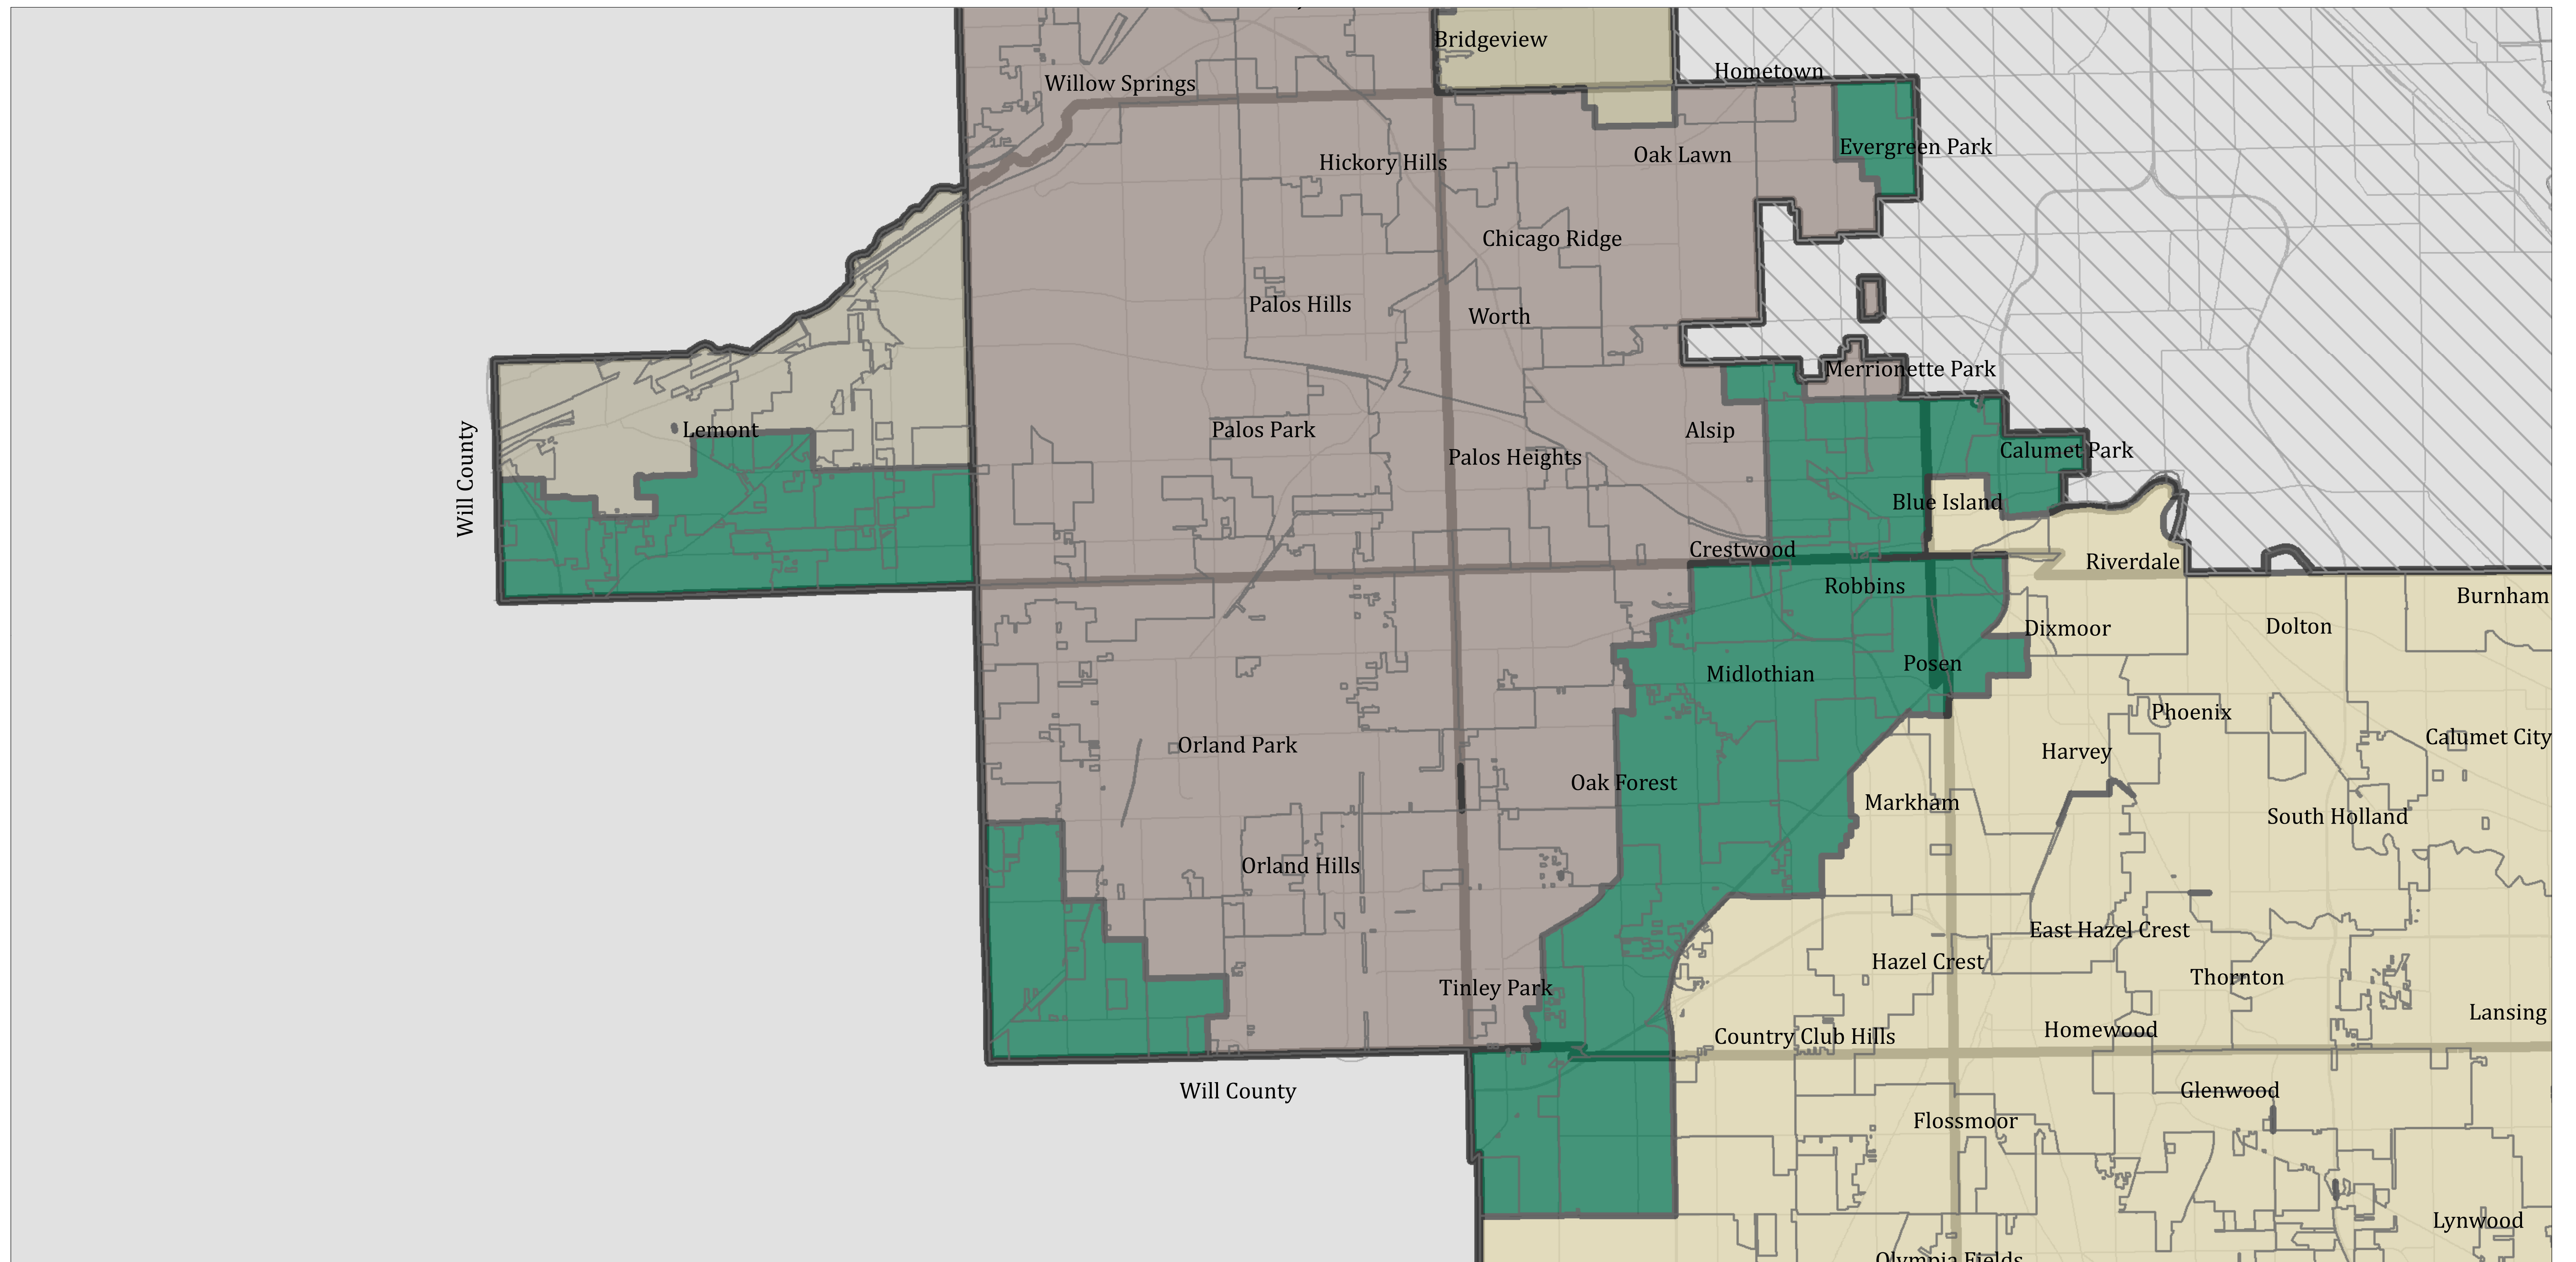 Bridgeview
Hometown
Willow Springs
Evergreen Park
Oak Lawn
Hickory Hills
Chicago Ridge
Palos Hills
Worth
Merrionette Park
Lemont
Palos Park
Alsip
Calumet Park
Palos Heights
Will County
Blue Island
Crestwood
Riverdale
Robbins
Burnham
Dolton
Dixmoor
Posen
Midlothian
Phoenix
Calumet City
Orland Park
Harvey
Oak Forest
Markham
South Holland
Orland Hills
East Hazel Crest
Hazel Crest
Thornton
Tinley Park
Lansing
Homewood
Country Club Hills
Will County
Glenwood
Flossmoor
Lynwood
Olympia Fields